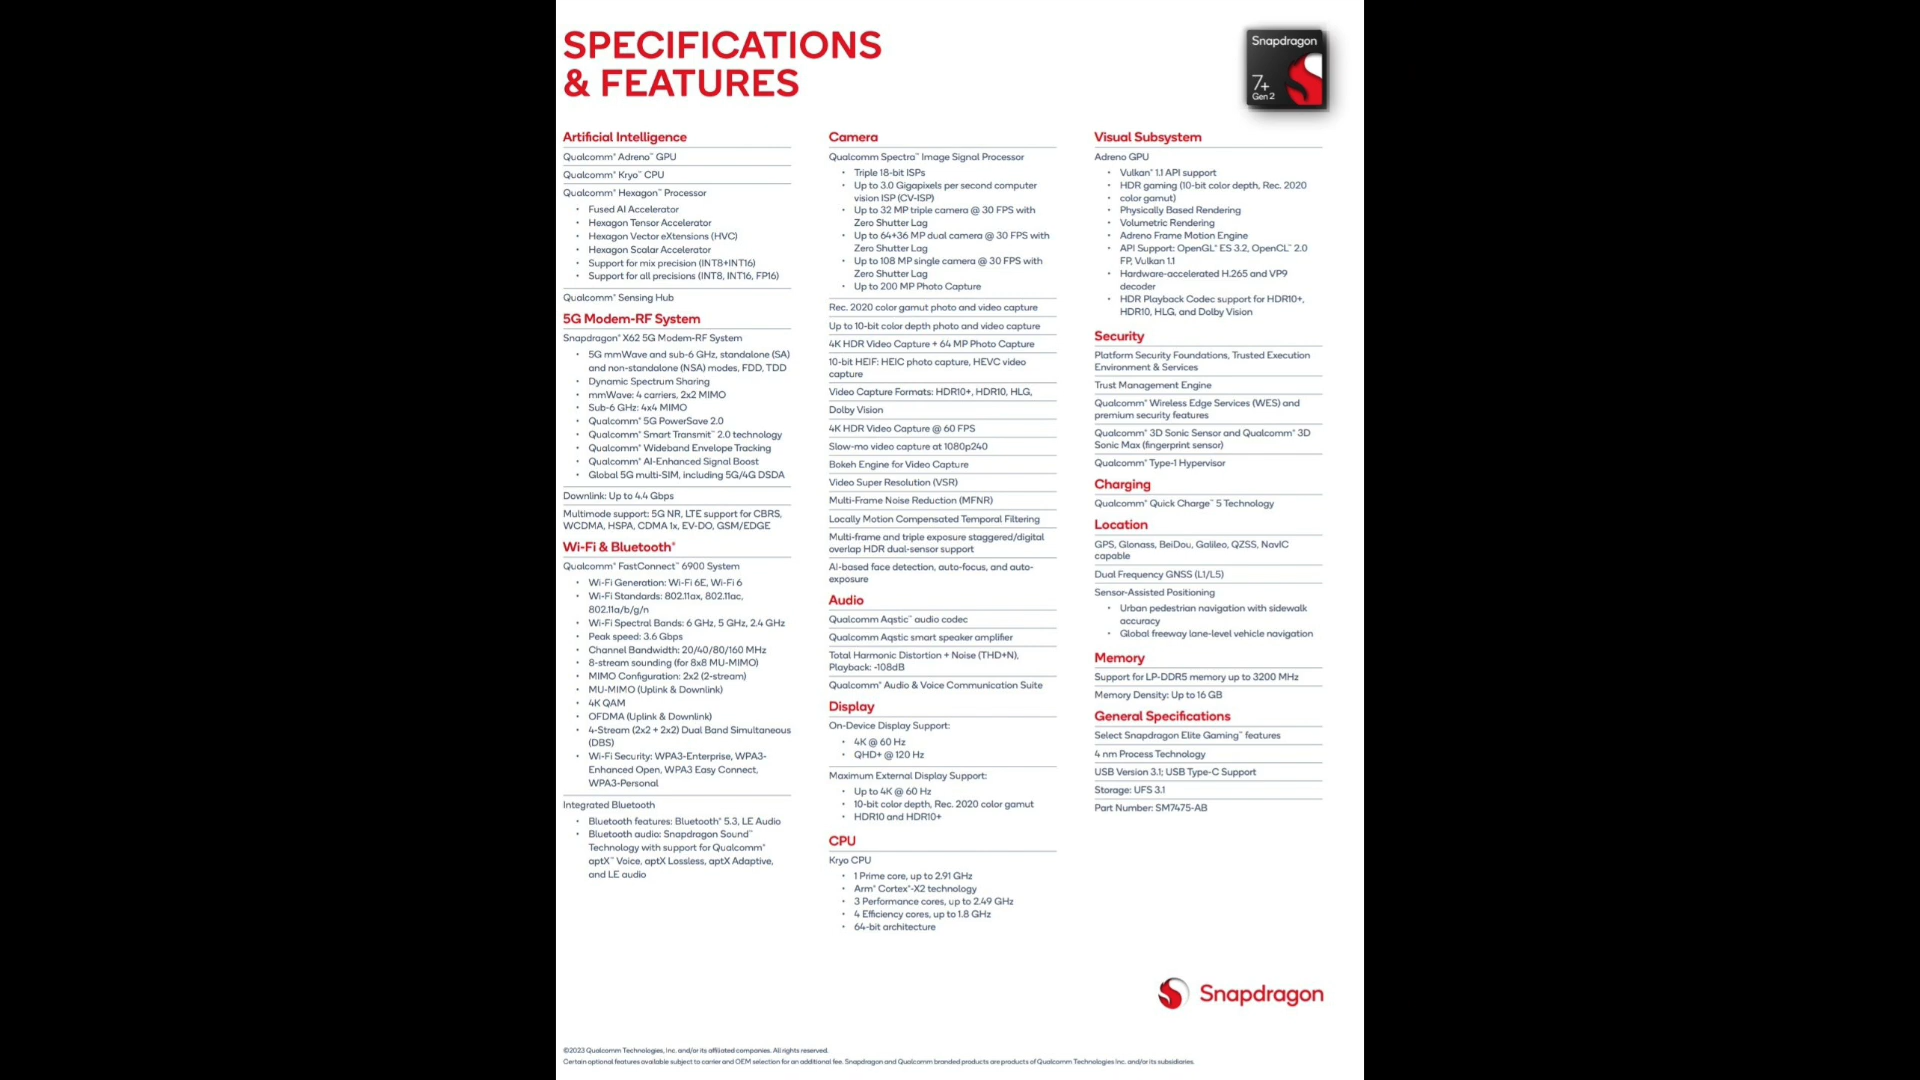 SPECIFICATIONS
& FEATURES
Snapdragon
7+
Gen 2
Artificial Intelligence
Qualcomm® Adreno™ GPU
Qualcomm® Kryo™ CPU
Qualcomm® Hexagon™ Processor
• Fused AI Accelerator
• Hexagon Tensor Accelerator
• Hexagon Vector eXtensions (HVC)
• Hexagon Scalar Accelerator
• Support for mix precision (INT8+INT16)
• Support for all precisions (INT8, INT16, FP16)
Qualcomm® Sensing Hub
5G Modem-RF System
Snapdragon® X62 5G Modem-RF System
• 5G mmWave and sub-6 GHz, standalone (SA)
and non-standalone (NSA) modes, FDD, TDD
• Dynamic Spectrum Sharing
• mmWave: 4 carriers, 2x2 MIMO
• Sub-6 GHz: 4x4 MIMO
• Qualcomm® 5G PowerSave 2.0
• Qualcomm® Smart Transmit™ 2.0 technology
• Qualcomm® Wideband Envelope Tracking
• Qualcomm® AI-Enhanced Signal Boost
• Global 5G multi-SIM, including 5G/4G DSDA
Downlink: Up to 4.4 Gbps
Multimode support: 5G NR, LTE support for CBRS,
WCDMA, HSPA, CDMA 1x, EV-DO, GSM/EDGE
Wi-Fi & Bluetooth®
Qualcomm® FastConnect™ 6900 System
• Wi-Fi Generation: Wi-Fi 6E, Wi-Fi 6
• Wi-Fi Standards: 802.11ax, 802.11ac,
802.11a/b/g/n
• Wi-Fi Spectral Bands: 6 GHz, 5 GHz, 2.4 GHz
• Peak speed: 3.6 Gbps
• Channel Bandwidth: 20/40/80/160 MHz
• 8-stream sounding (for 8x8 MU-MIMO)
• MIMO Configuration: 2x2 (2-stream)
• MU-MIMO (Uplink & Downlink)
• 4K QAM
• OFDMA (Uplink & Downlink)
• 4-Stream (2x2 + 2x2) Dual Band Simultaneous
(DBS)
• Wi-Fi Security: WPA3-Enterprise, WPA3-
Enhanced Open, WPA3 Easy Connect,
WPA3-Personal
Integrated Bluetooth
• Bluetooth features: Bluetooth® 5.3, LE Audio
• Bluetooth audio: Snapdragon Sound™
Technology with support for Qualcomm®
aptX™ Voice, aptX Lossless, aptX Adaptive,
and LE audio
Camera
Qualcomm Spectra™ Image Signal Processor
• Triple 18-bit ISPs
• Up to 3.0 Gigapixels per second computer
vision ISP (CV-ISP)
• Up to 32 MP triple camera @ 30 FPS with
Zero Shutter Lag
• Up to 64+36 MP dual camera @ 30 FPS with
Zero Shutter Lag
• Up to 108 MP single camera @ 30 FPS with
Zero Shutter Lag
• Up to 200 MP Photo Capture
Rec. 2020 color gamut photo and video capture
Up to 10-bit color depth photo and video capture
4K HDR Video Capture + 64 MP Photo Capture
10-bit HEIF: HEIC photo capture, HEVC video
capture
Video Capture Formats: HDR10+, HDR10, HLG,
Dolby Vision
4K HDR Video Capture @ 60 FPS
Slow-mo video capture at 1080p240
Bokeh Engine for Video Capture
Video Super Resolution (VSR)
Multi-Frame Noise Reduction (MFNR)
Locally Motion Compensated Temporal Filtering
Multi-frame and triple exposure staggered/digital
overlap HDR dual-sensor support
AI-based face detection, auto-focus, and auto-
exposure
Audio
Qualcomm Aqstic™ audio codec
Qualcomm Aqstic smart speaker amplifier
Total Harmonic Distortion + Noise (THD+N),
Playback: -108dB
Qualcomm® Audio & Voice Communication Suite
Display
On-Device Display Support:
• 4K @ 60 Hz
• QHD+ @ 120 Hz
Maximum External Display Support:
• Up to 4K @ 60 Hz
• 10-bit color depth, Rec. 2020 color gamut
• HDR10 and HDR10+
CPU
Kryo CPU
• 1 Prime core, up to 2.91 GHz
• Arm® Cortex®-X2 technology
• 3 Performance cores, up to 2.49 GHz
• 4 Efficiency cores, up to 1.8 GHz
• 64-bit architecture
Visual Subsystem
Adreno GPU
• Vulkan® 1.1 API support
• HDR gaming (10-bit color depth, Rec. 2020
• color gamut)
• Physically Based Rendering
• Volumetric Rendering
• Adreno Frame Motion Engine
• API Support: OpenGL® ES 3.2, OpenCL™ 2.0
FP, Vulkan 1.1
• Hardware-accelerated H.265 and VP9
decoder
• HDR Playback Codec support for HDR10+,
HDR10, HLG, and Dolby Vision
Security
Platform Security Foundations, Trusted Execution
Environment & Services
Trust Management Engine
Qualcomm® Wireless Edge Services (WES) and
premium security features
Qualcomm® 3D Sonic Sensor and Qualcomm® 3D
Sonic Max (fingerprint sensor)
Qualcomm® Type-1 Hypervisor
Charging
Qualcomm® Quick Charge™ 5 Technology
Location
GPS, Glonass, BeiDou, Galileo, QZSS, NavIC
capable
Dual Frequency GNSS (L1/L5)
Sensor-Assisted Positioning
• Urban pedestrian navigation with sidewalk
accuracy
• Global freeway lane-level vehicle navigation
Memory
Support for LP-DDR5 memory up to 3200 MHz
Memory Density: Up to 16 GB
General Specifications
Select Snapdragon Elite Gaming™ features
4 nm Process Technology
USB Version 3.1; USB Type-C Support
Storage: UFS 3.1
Part Number: SM7475-AB
Snapdragon
©2023 Qualcomm Technologies, Inc. and/or its affiliated companies. All rights reserved.
Certain optional features available subject to carrier and OEM selection for an additional fee. Snapdragon and Qualcomm branded products are products of Qualcomm Technologies Inc. and/or its subsidiaries.